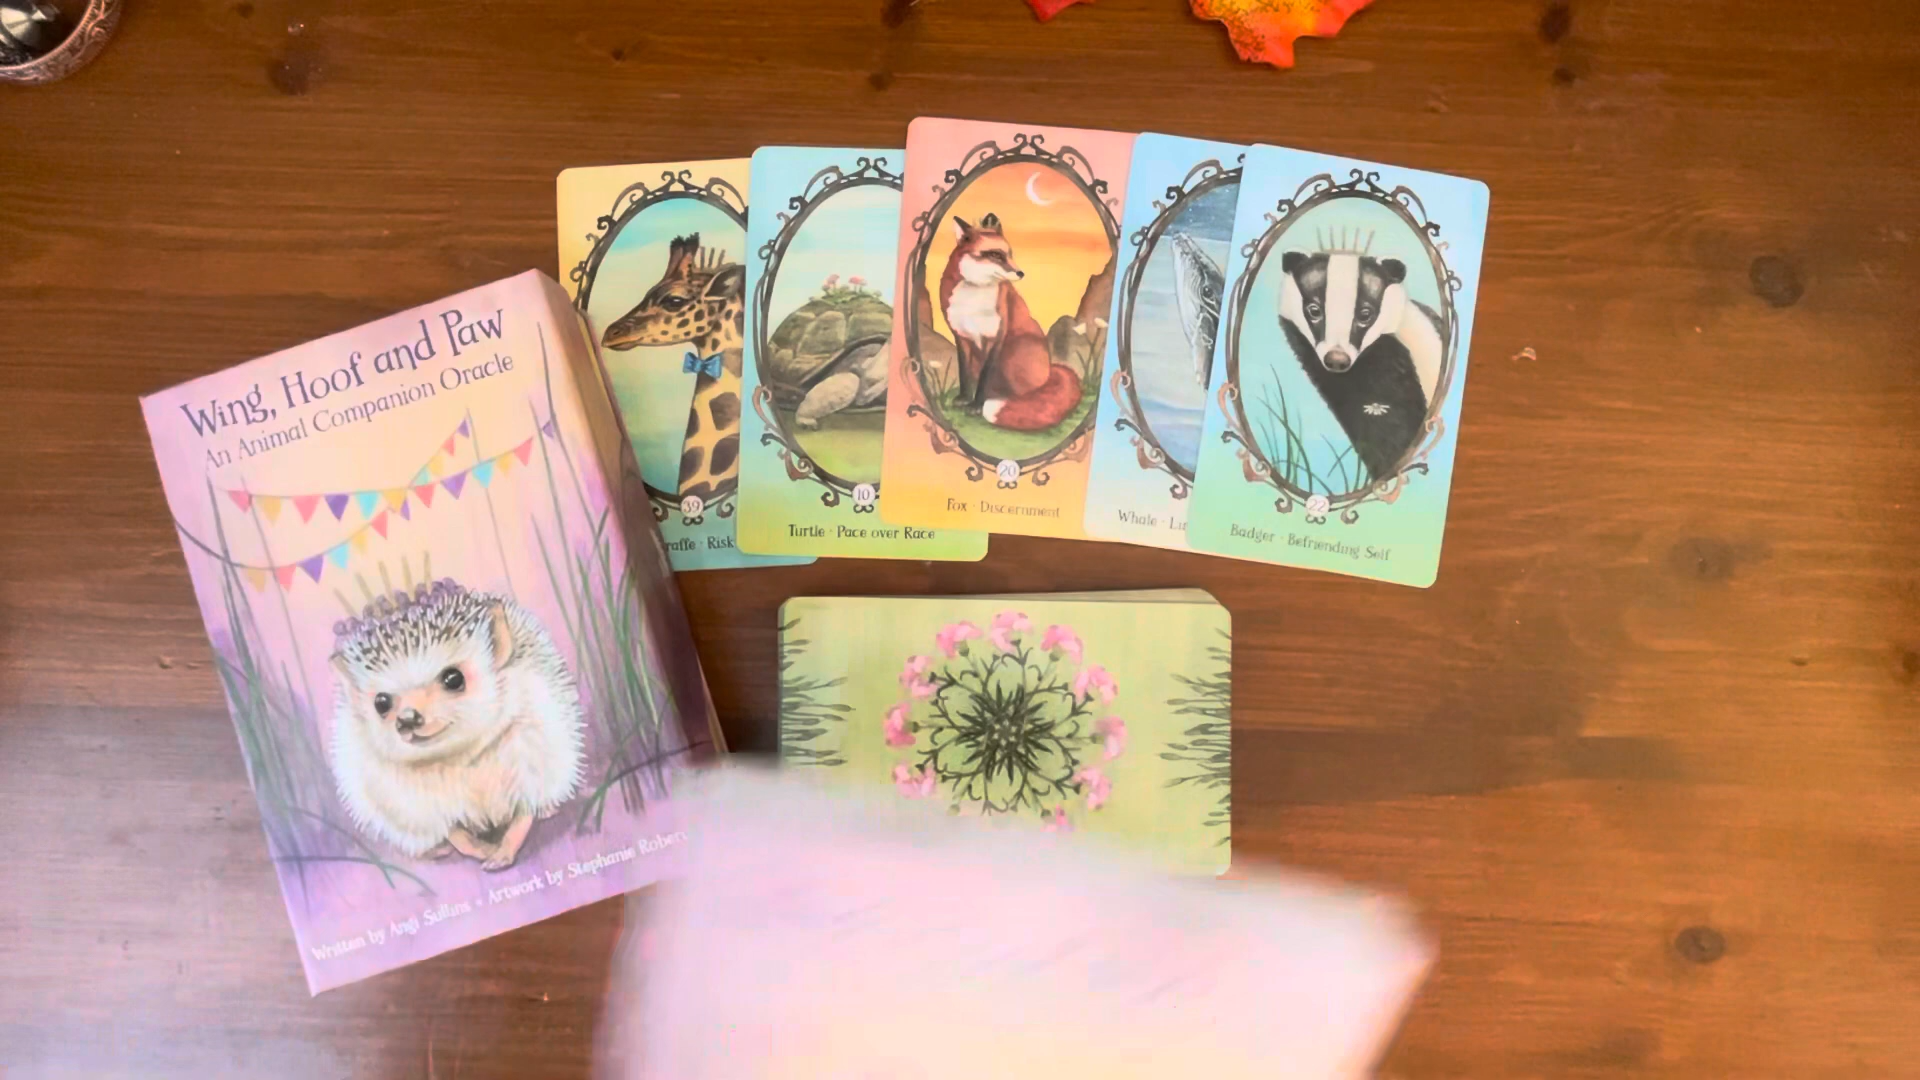 Wing, Hoof and Paw
An Animal Companion Oracle
Written by Angi Sullins • Artwork by Stephanie
39
Risk
10
Turtle · Pace over Race
20
Fox · Discernment
Whale ·
22
Badger · Befriending Self